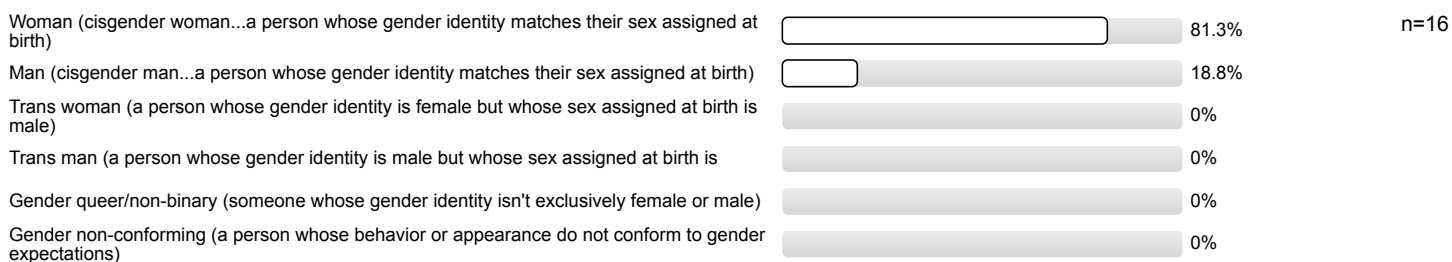 Woman (cisgender woman...a person whose gender identity matches their sex assigned at
birth)
81.3%
n=16
Man (cisgender man...a person whose gender identity matches their sex assigned at birth)
18.8%
Trans woman (a person whose gender identity is female but whose sex assigned at birth is
male)
0%
Trans man (a person whose gender identity is male but whose sex assigned at birth is
0%
Gender queer/non-binary (someone whose gender identity isn't exclusively female or male)
0%
Gender non-conforming (a person whose behavior or appearance do not conform to gender
expectations)
0%